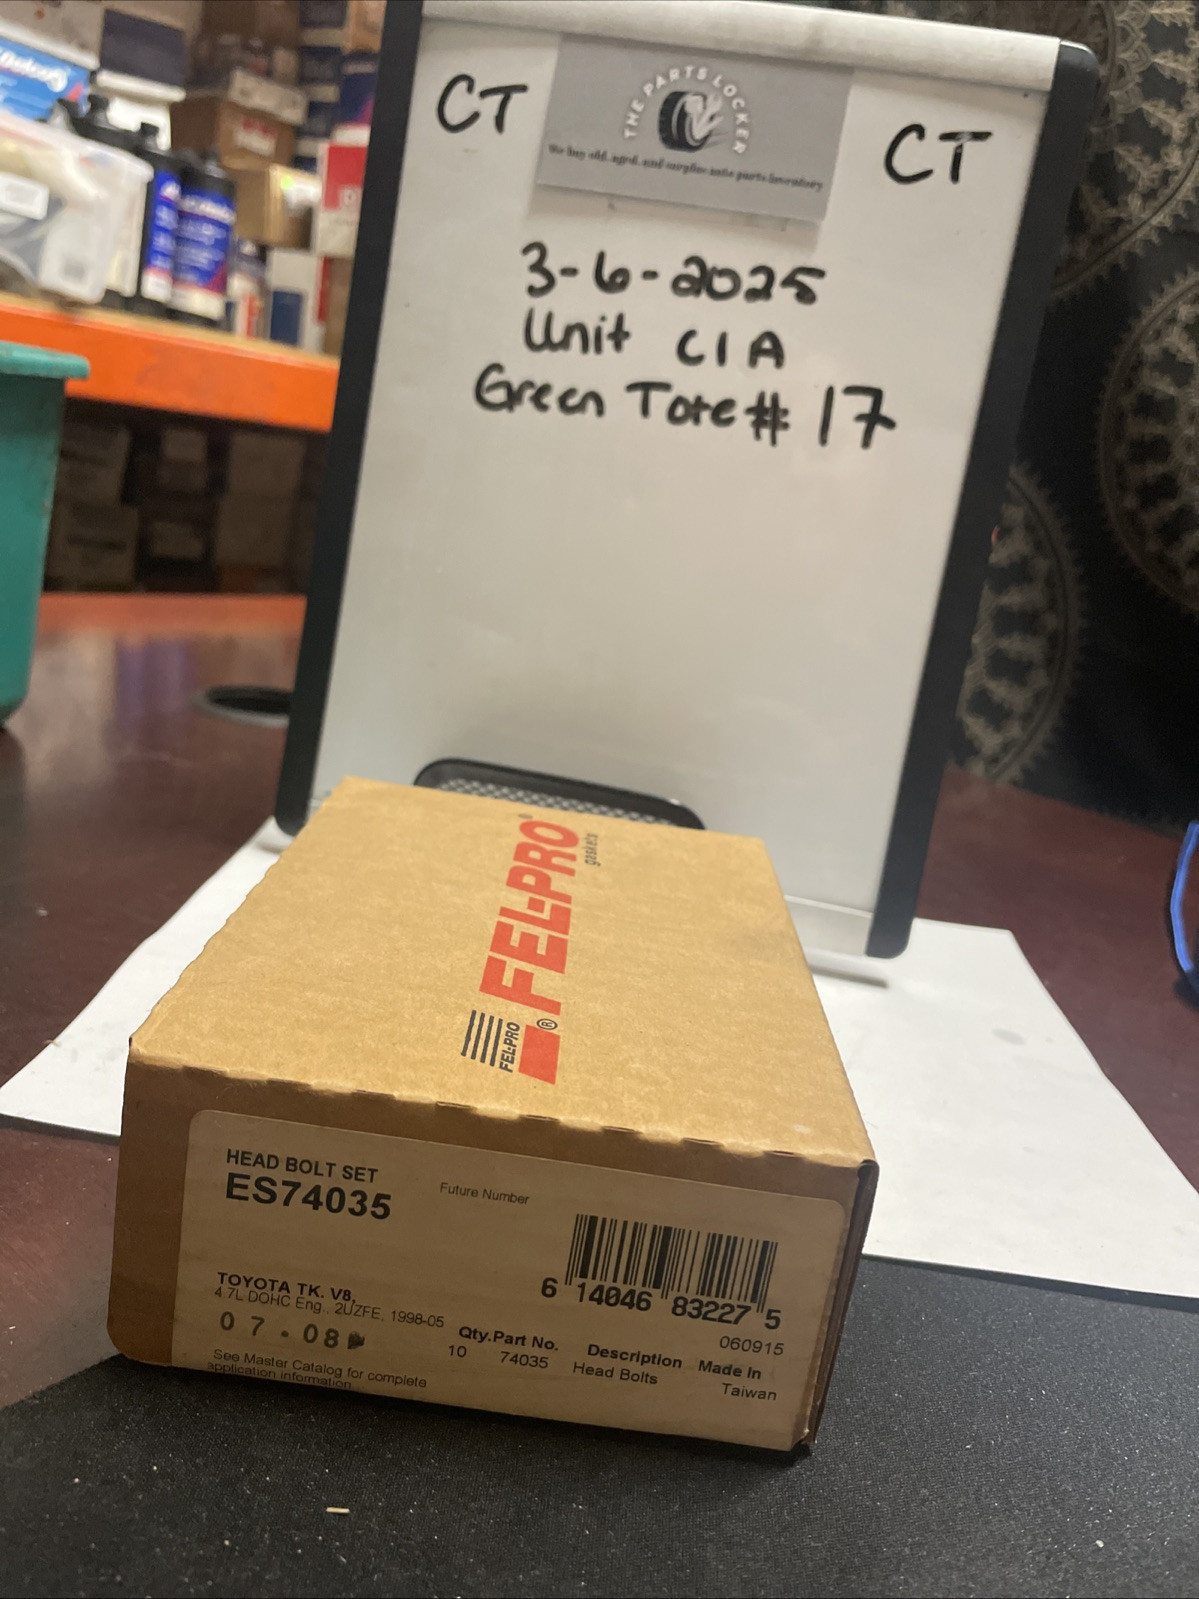 CT
THE PARTS LOCKER
We buy old, aged, and surplus auto parts inventory
CT
3-6-2025
Unit C1A
Green Tote# 17
FEL-PRO®
gaskets
FEL-PRO
®
HEAD BOLT SET
ES74035
Future Number
6 14046 83227 5
TOYOTA TK. V8,
4.7L DOHC Eng., 2UZFE, 1998-05
07-08
060915
Qty. Part No. Description Made In
10 74035 Head Bolts Taiwan
See Master Catalog for complete
application information